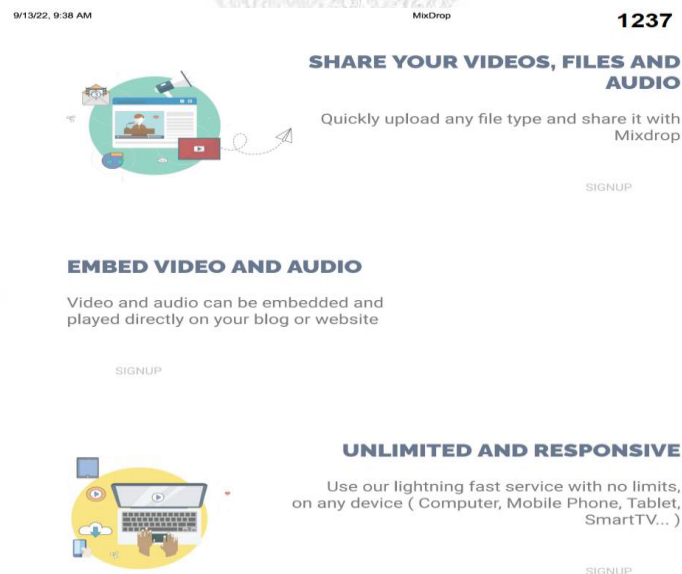 9/13/22, 9:38 AM
MixDrop
1237
SHARE YOUR VIDEOS, FILES AND
AUDIO
Quickly upload any file type and share it with
Mixdrop
SIGNUP
EMBED VIDEO AND AUDIO
Video and audio can be embedded and
played directly on your blog or website
SIGNUP
UNLIMITED AND RESPONSIVE
Use our lightning fast service with no limits,
on any device ( Computer, Mobile Phone, Tablet,
SmartTV... )
SIGNUP